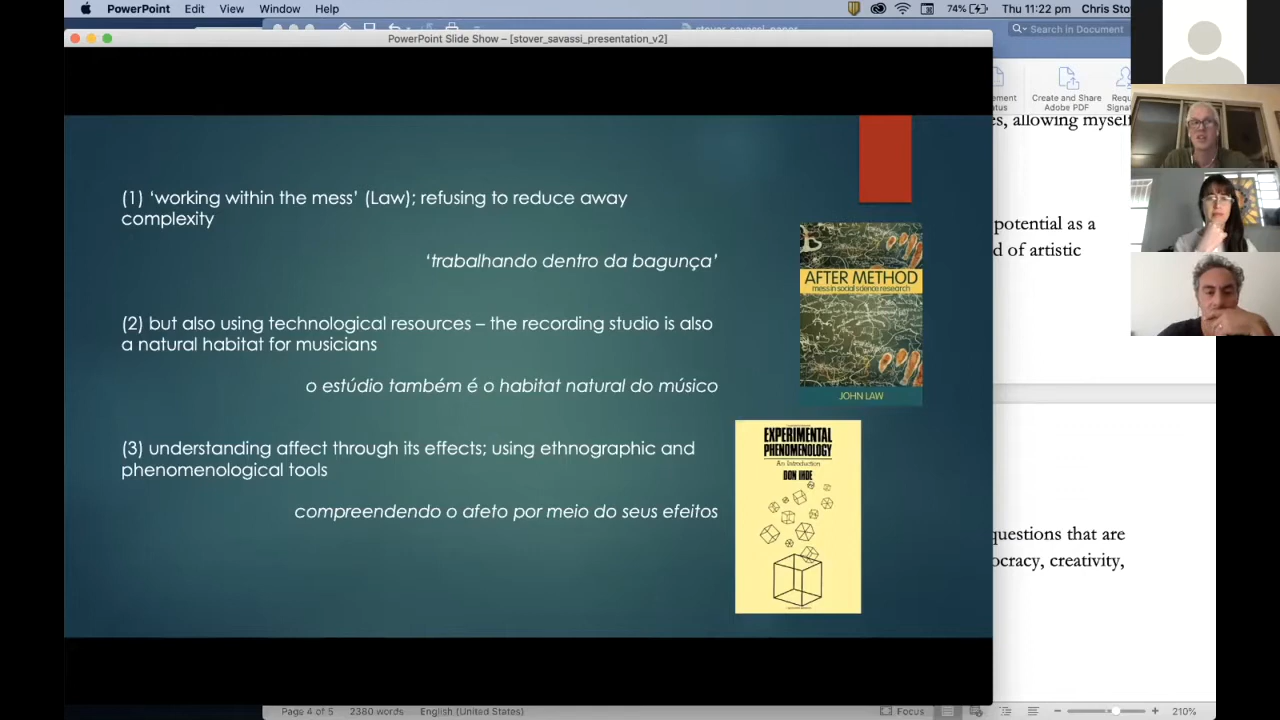 PowerPoint Edit View Window Help
74% Thu 11:22 pm Chris Sto
PowerPoint Slide Show – [stover_savassi_presentation_v2]
Search in Document
Create and Share
Adobe PDF
Requ
Signat
es, allowing myself
(1) ‘working within the mess’ (Law); refusing to reduce away
complexity
‘trabalhando dentro da bagunça’
(2) but also using technological resources – the recording studio is also
a natural habitat for musicians
o estúdio também é o habitat natural do músico
(3) understanding affect through its effects; using ethnographic and
phenomenological tools
compreendendo o afeto por meio do seus efeitos
AFTER METHOD
mess in social science research
JOHN LAW
EXPERIMENTAL
PHENOMENOLOGY
An Introduction
DON IHDE
potential as a
d of artistic
questions that are
ocracy, creativity,
Page 4 of 5 2380 words English (United States)
Focus
210%